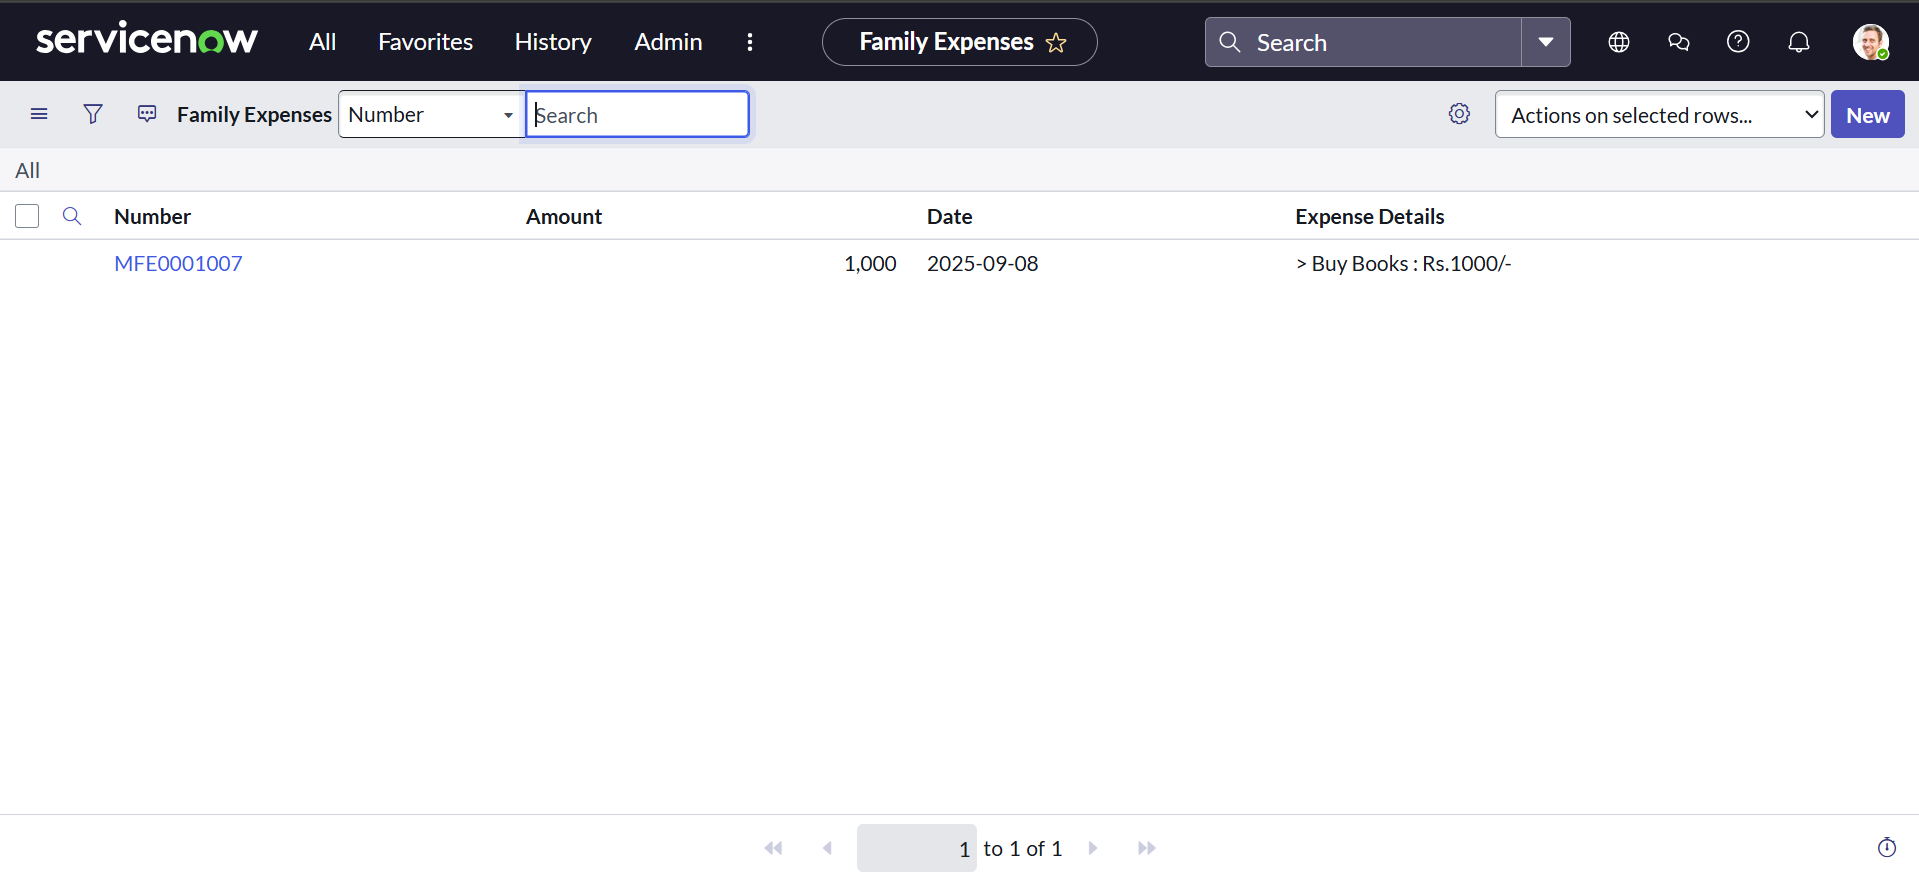 servicenow All Favorites History Admin Family Expenses Search
Family Expenses Number Search Actions on selected rows... New
All
Number Amount Date Expense Details
MFE0001007 1,000 2025-09-08 > Buy Books : Rs.1000/-
1 to 1 of 1